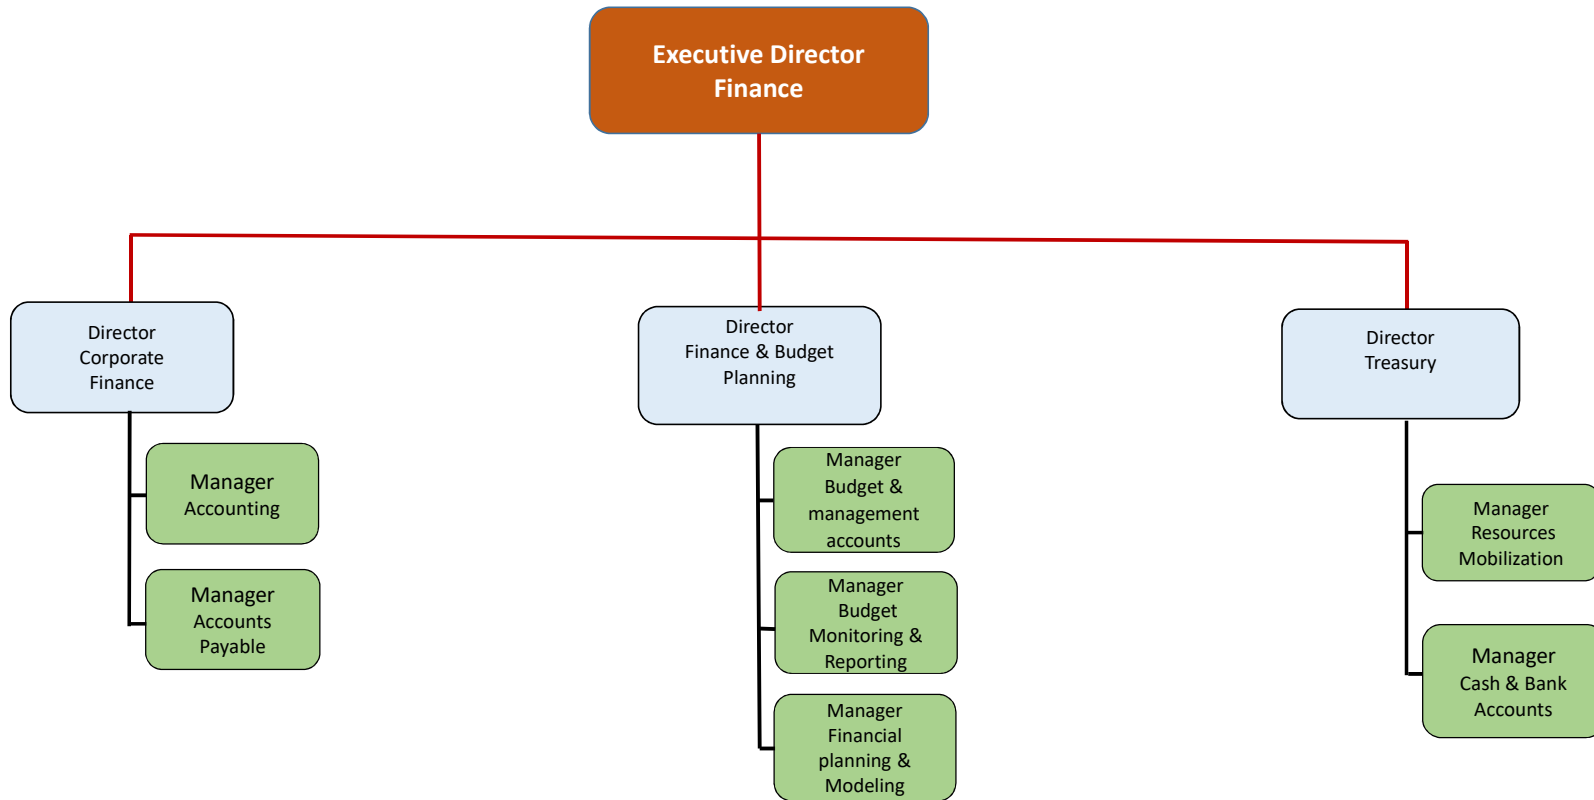 Executive Director
Finance
Director
Corporate
Finance
Manager
Accounting
Manager
Accounts
Payable
Director
Finance & Budget
Planning
Manager
Budget &
management
accounts
Manager
Budget
Monitoring &
Reporting
Manager
Financial
planning &
Modeling
Director
Treasury
Manager
Resources
Mobilization
Manager
Cash & Bank
Accounts